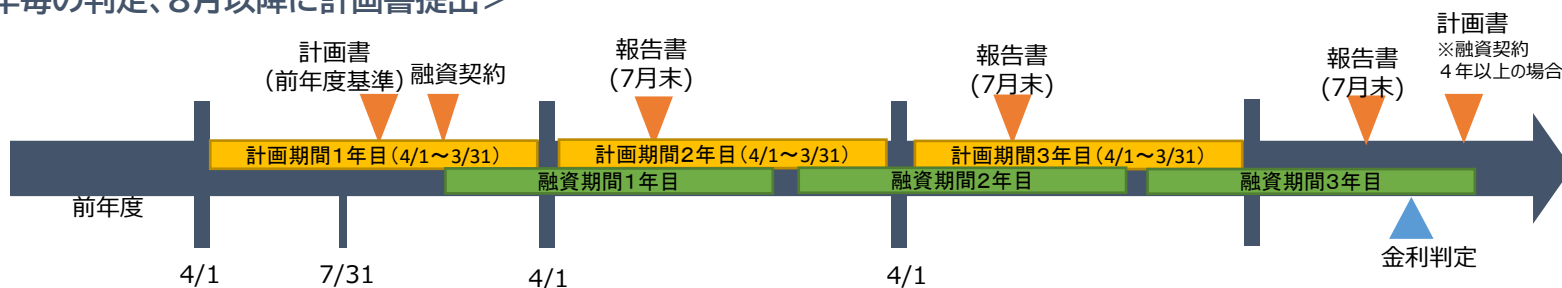 年毎の判定、８月以降に計画書提出＞
計画書
(前年度基準)
融資契約
報告書
(7月末)
報告書
(7月末)
報告書
(7月末)
計画書
※融資契約
４年以上の場合
計画期間１年目(4/1～3/31)
計画期間２年目(4/1～3/31)
計画期間３年目(4/1～3/31)
融資期間１年目
融資期間２年目
融資期間３年目
前年度
4/1
7/31
4/1
4/1
金利判定